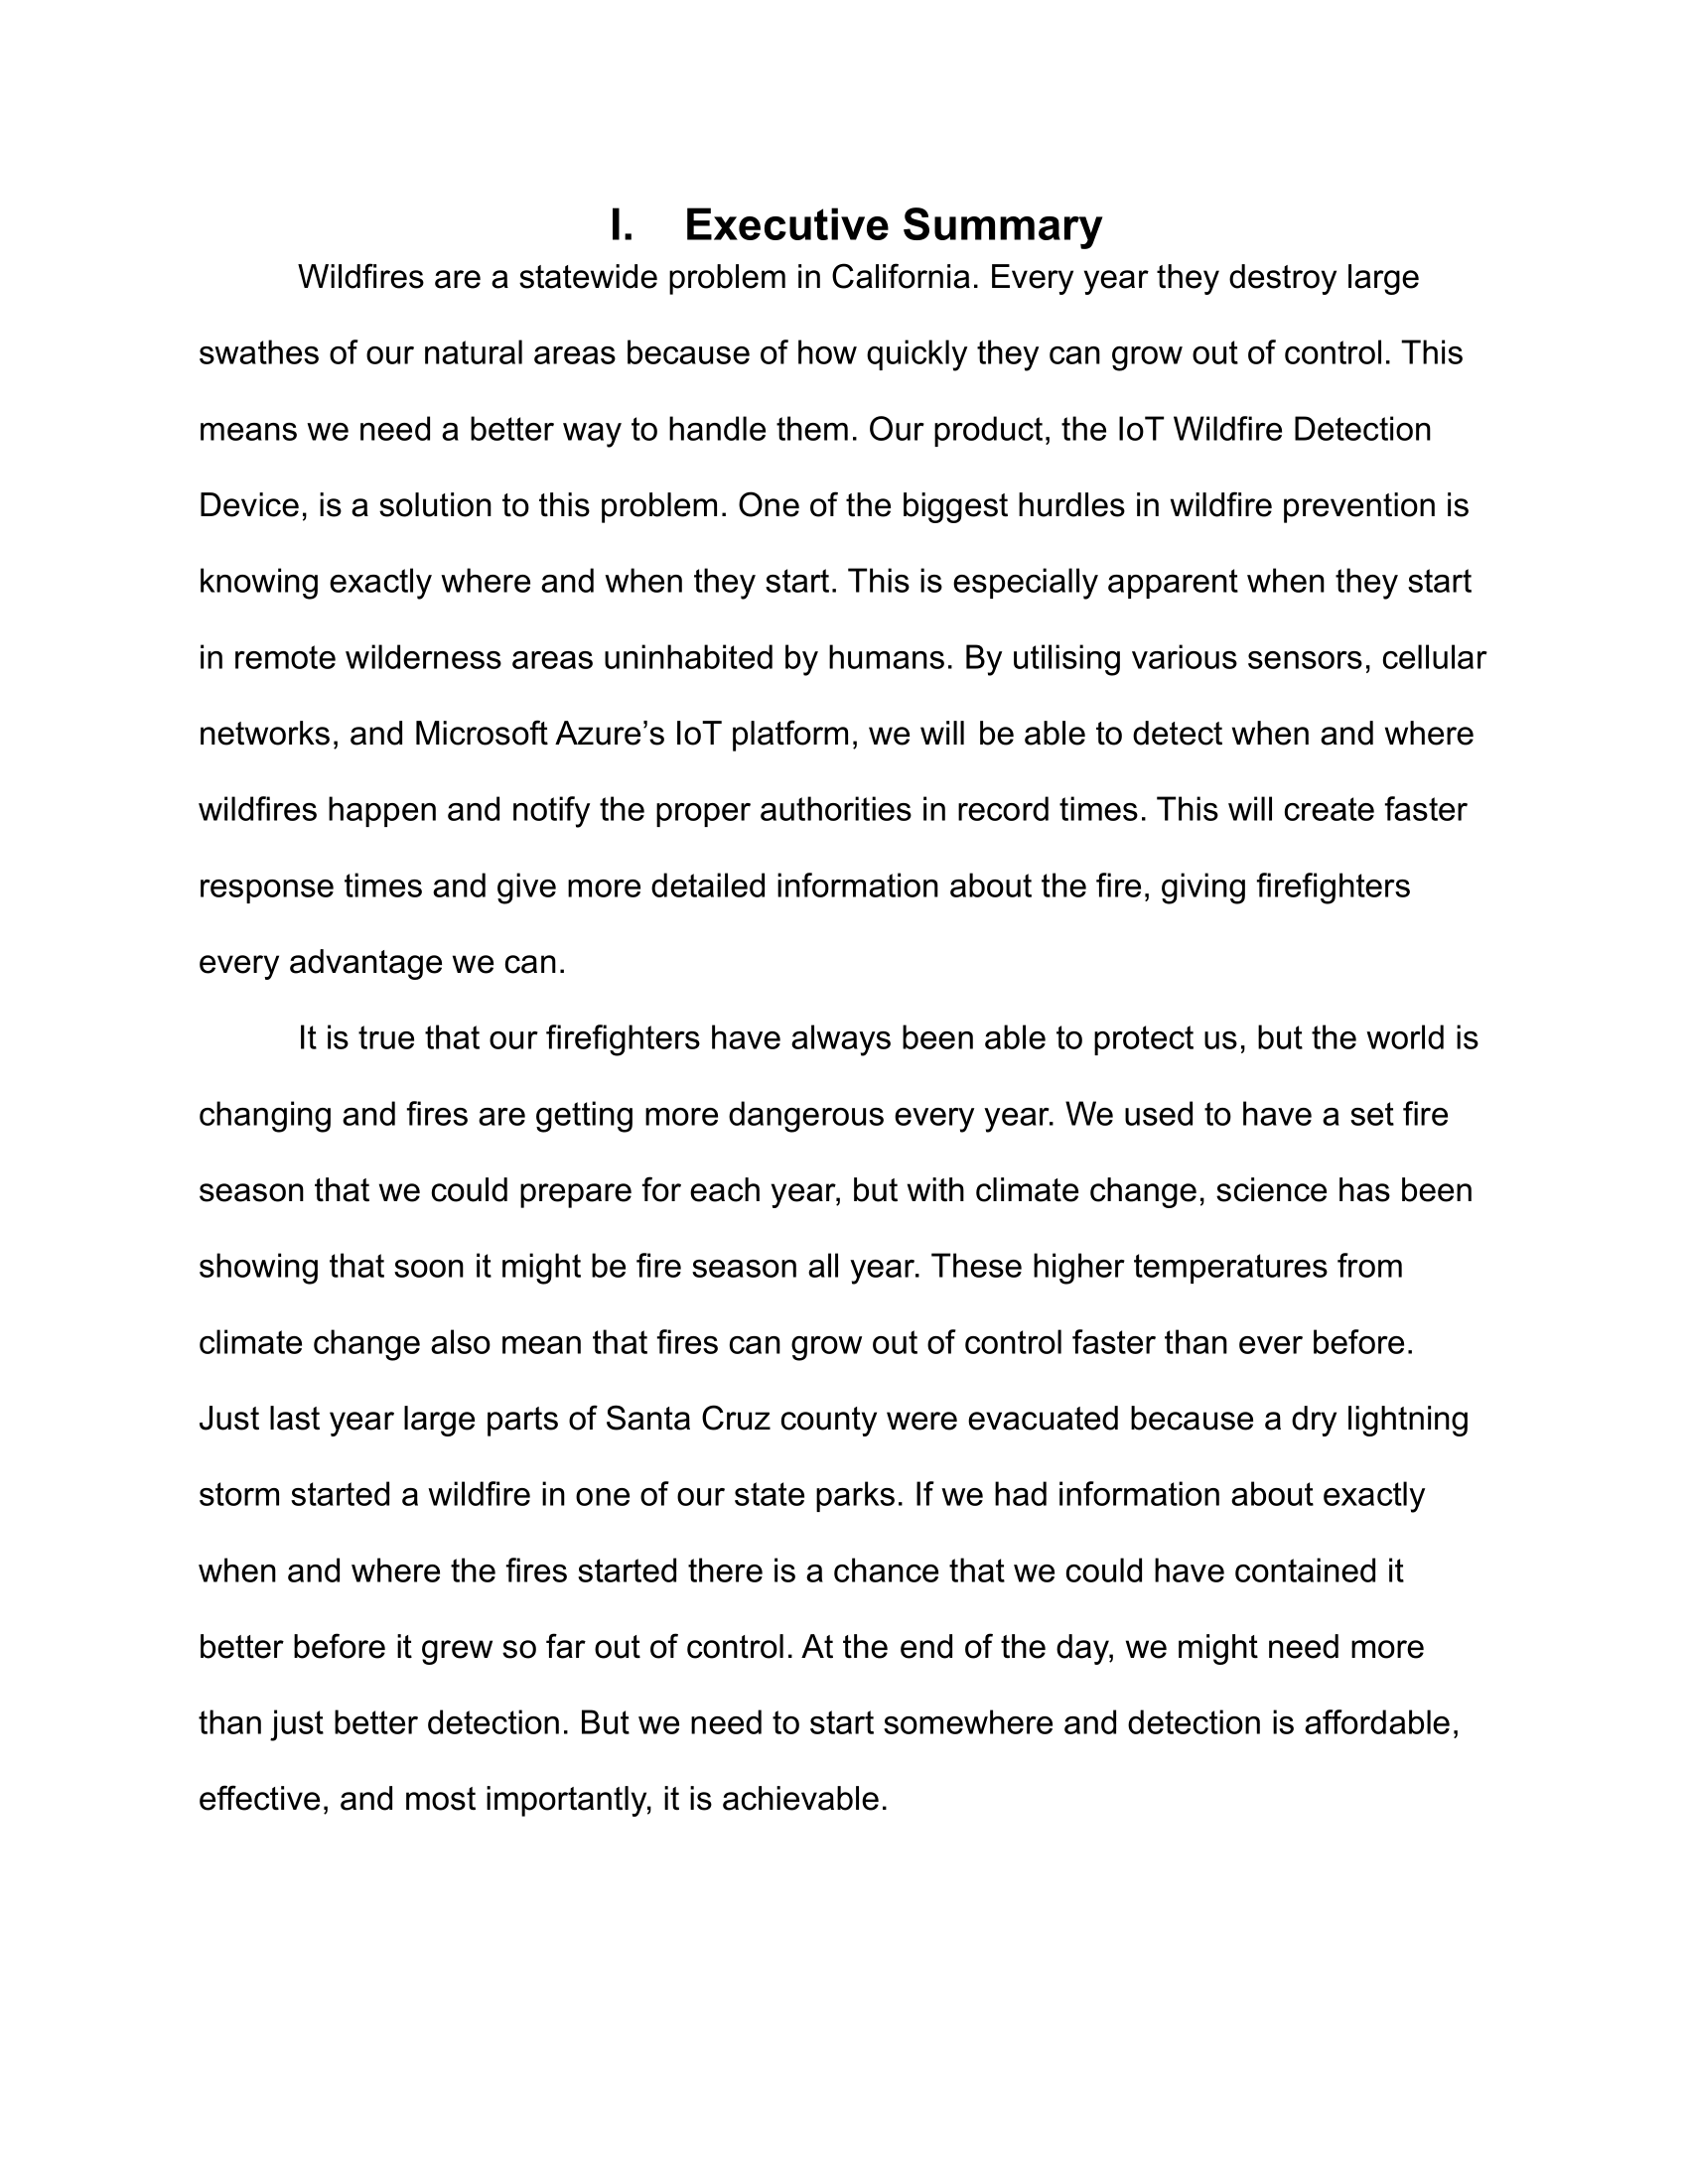 I. Executive Summary
Wildfires are a statewide problem in California. Every year they destroy large
swathes of our natural areas because of how quickly they can grow out of control. This
means we need a better way to handle them. Our product, the IoT Wildfire Detection
Device, is a solution to this problem. One of the biggest hurdles in wildfire prevention is
knowing exactly where and when they start. This is especially apparent when they start
in remote wilderness areas uninhabited by humans. By utilising various sensors, cellular
networks, and Microsoft Azure’s IoT platform, we will be able to detect when and where
wildfires happen and notify the proper authorities in record times. This will create faster
response times and give more detailed information about the fire, giving firefighters
every advantage we can.
It is true that our firefighters have always been able to protect us, but the world is
changing and fires are getting more dangerous every year. We used to have a set fire
season that we could prepare for each year, but with climate change, science has been
showing that soon it might be fire season all year. These higher temperatures from
climate change also mean that fires can grow out of control faster than ever before.
Just last year large parts of Santa Cruz county were evacuated because a dry lightning
storm started a wildfire in one of our state parks. If we had information about exactly
when and where the fires started there is a chance that we could have contained it
better before it grew so far out of control. At the end of the day, we might need more
than just better detection. But we need to start somewhere and detection is affordable,
effective, and most importantly, it is achievable.